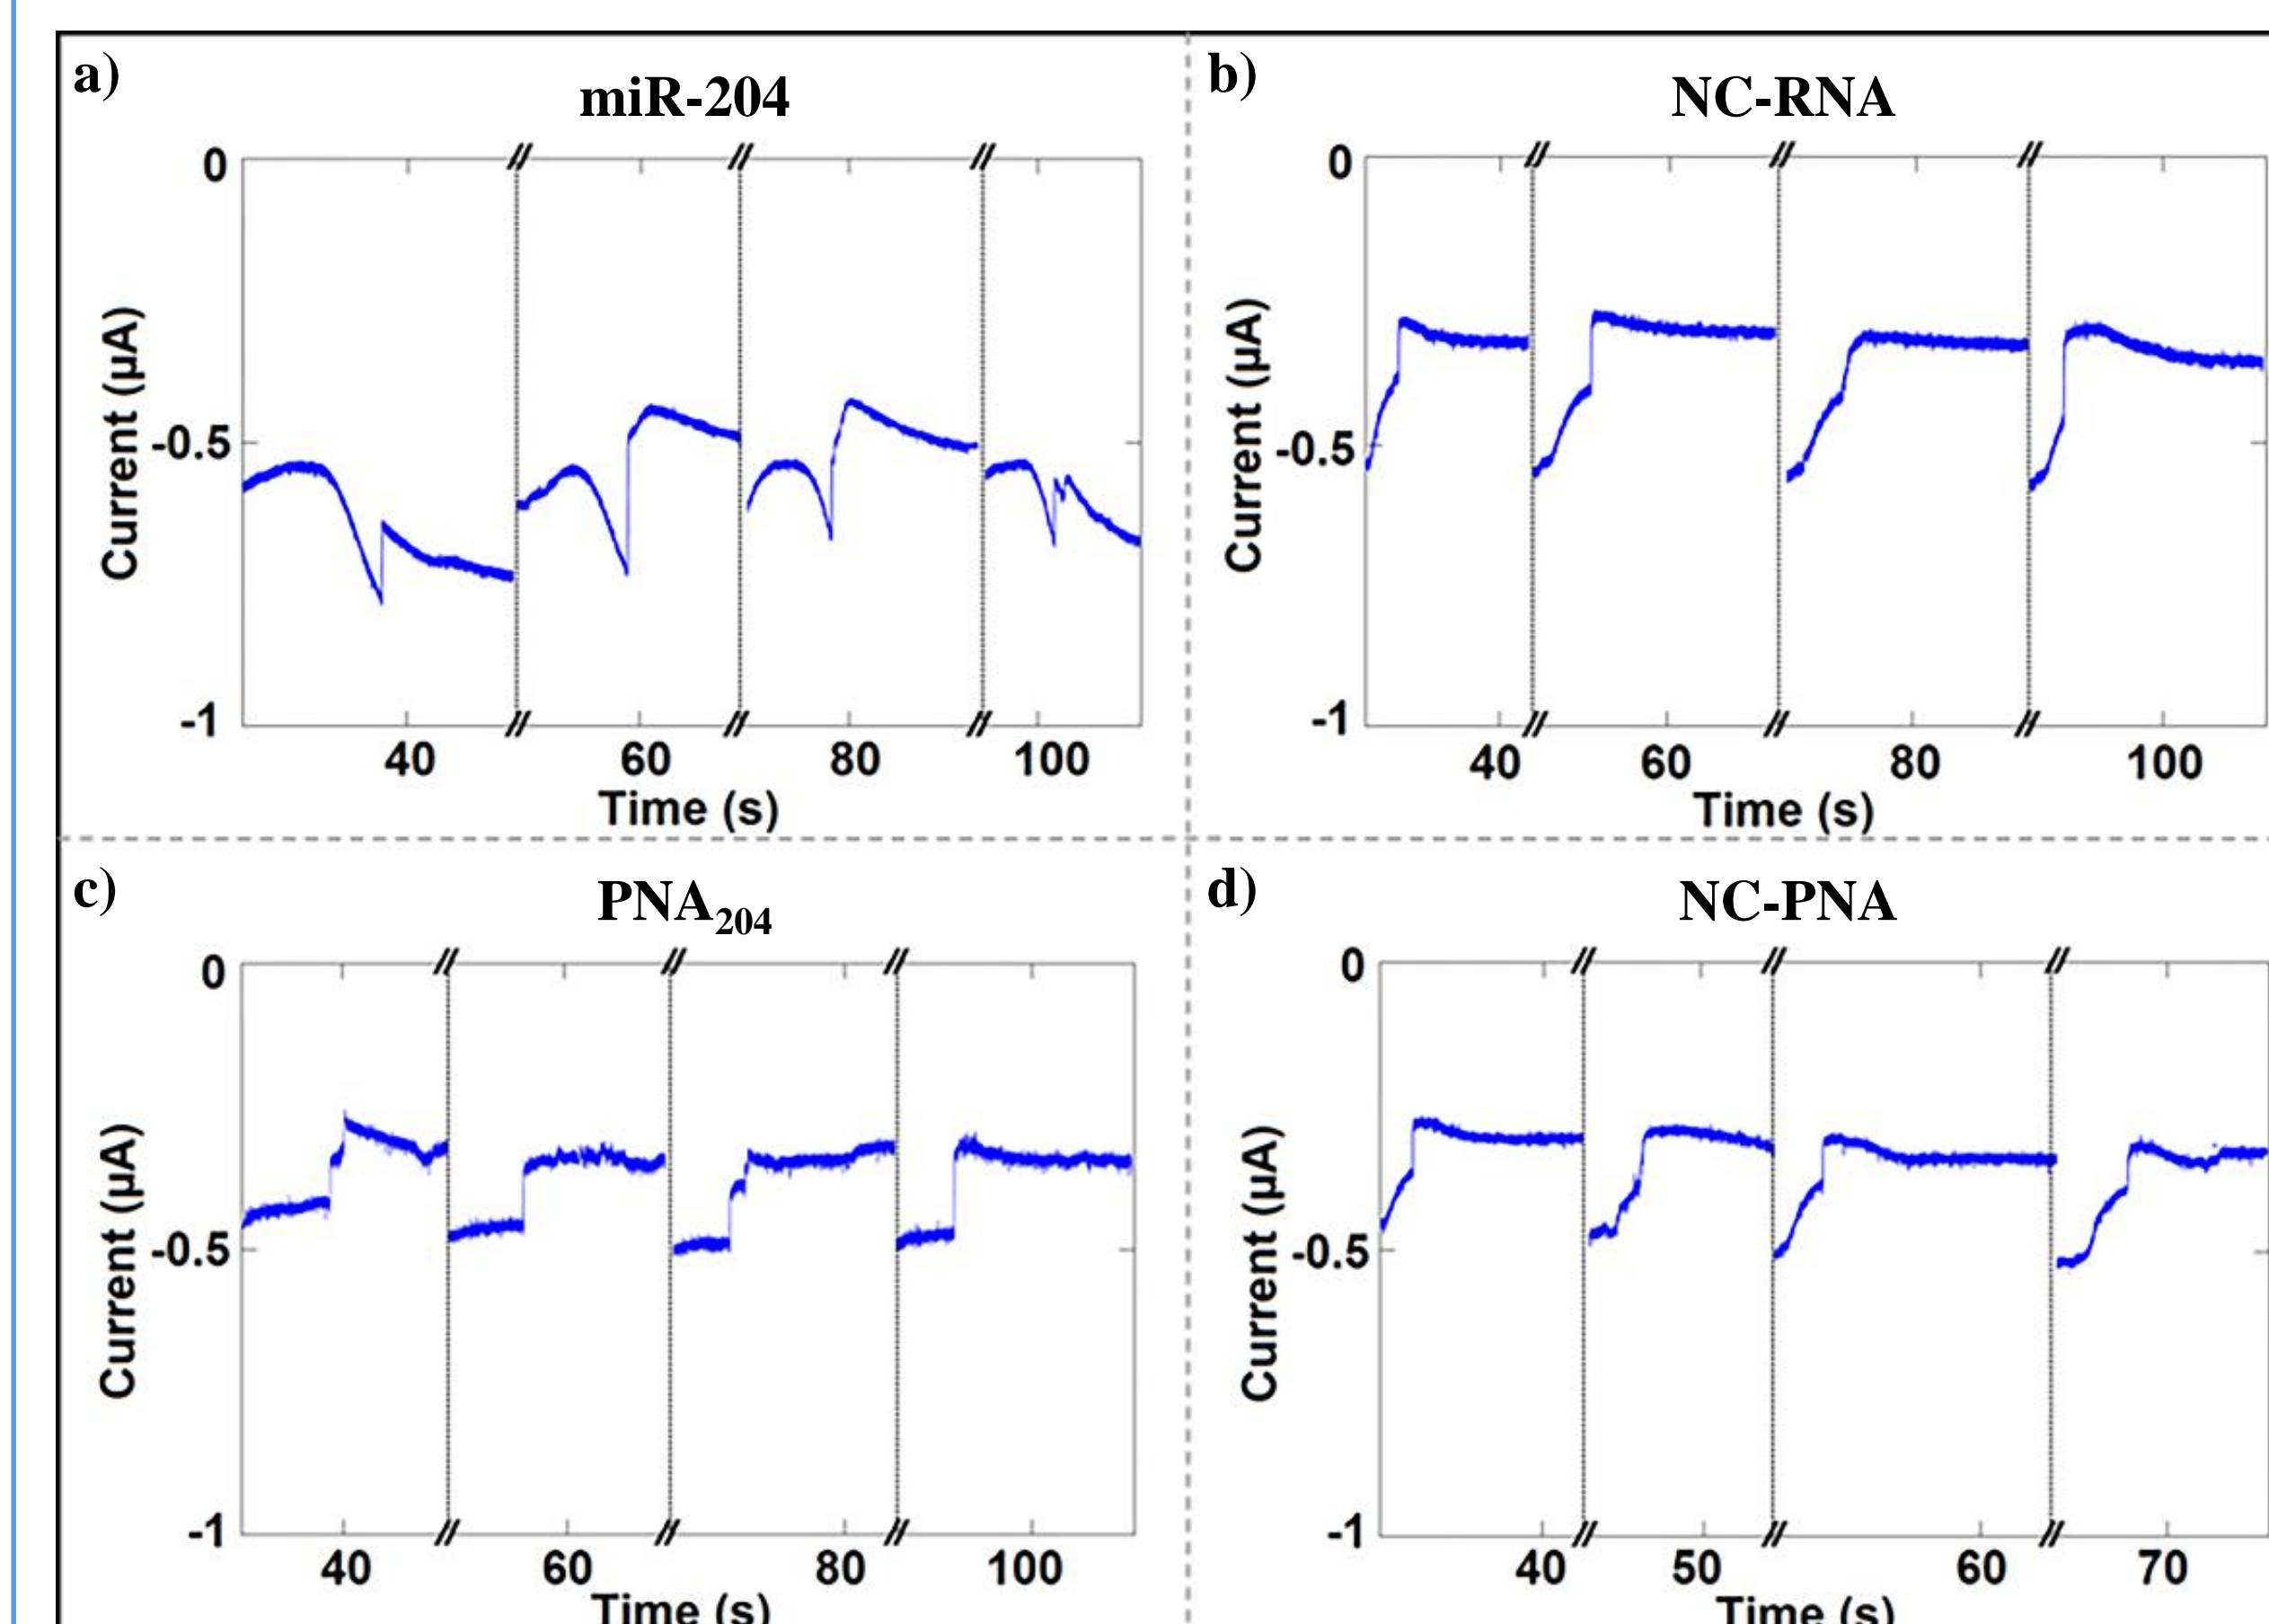 a)
miR-204
0
-0.5
-1
Current (μA)
40 60 80 100
Time (s)
b)
NC-RNA
0
-0.5
-1
Current (μA)
40 60 80 100
Time (s)
c)
PNA204
0
-0.5
-1
Current (μA)
40 60 80 100
Time (s)
d)
NC-PNA
0
-0.5
-1
Current (μA)
40 50 60 70
Time (s)